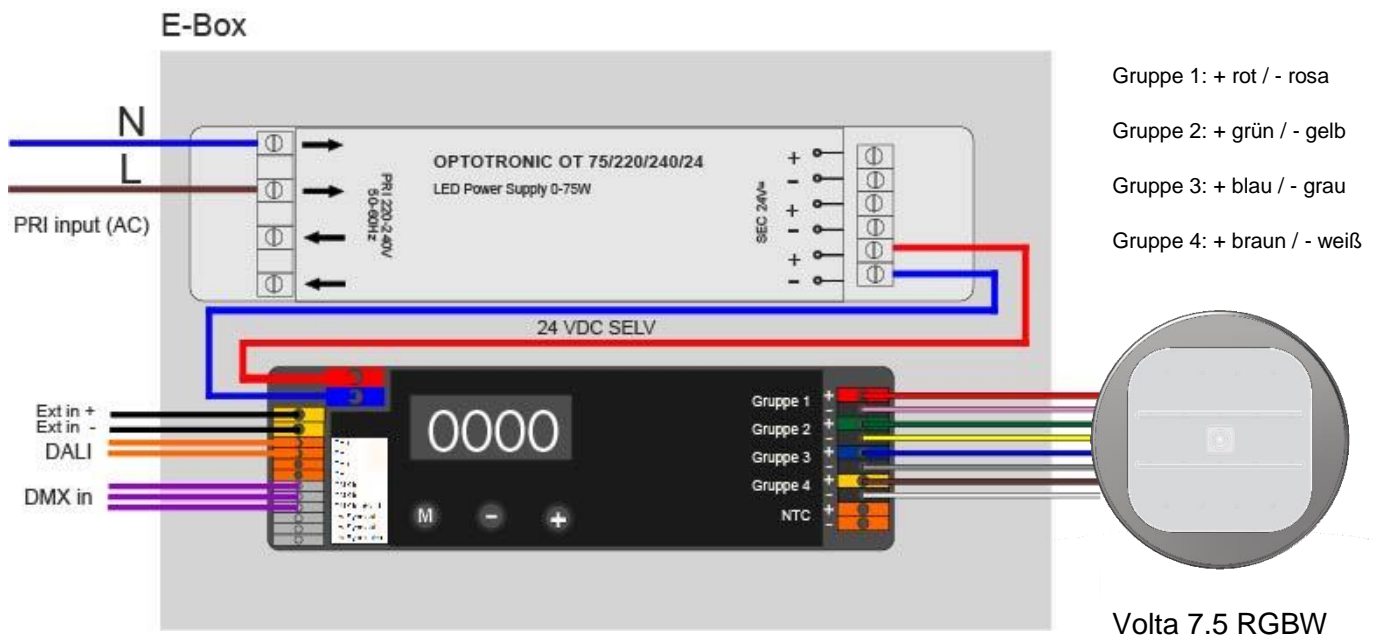 E-Box
N
L
PRI input (AC)
PRI 220-240V
50-60Hz
OPTOTRONIC OT 75/220/240/24
LED Power Supply 0-75W
SEC 24V=
+
-
+
-
+
-
24 VDC SELV
Ext in +
Ext in -
DALI
DMX in
0000
M - +
Gruppe 1 +
-
Gruppe 2 +
-
Gruppe 3 +
-
Gruppe 4 +
-
NTC +
-
Gruppe 1: + rot / - rosa
Gruppe 2: + grün / - gelb
Gruppe 3: + blau / - grau
Gruppe 4: + braun / - weiß
Volta 7.5 RGBW